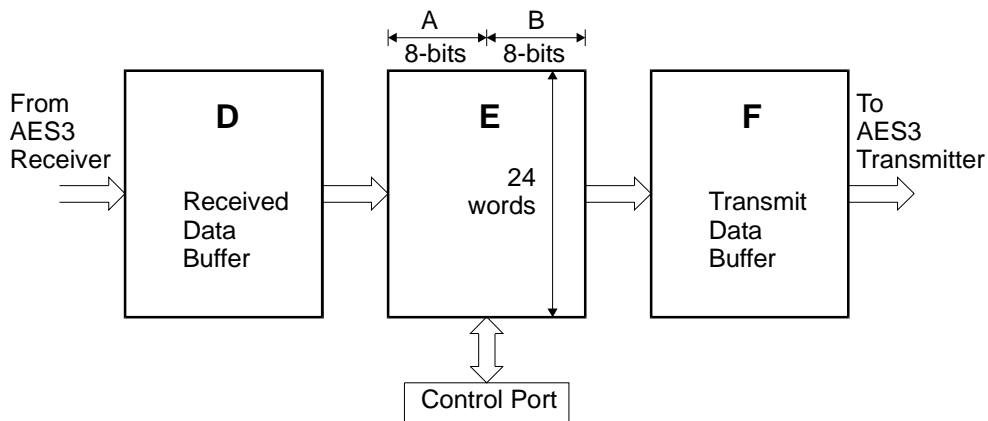 A
B
8-bits
8-bits
From
AES3
Receiver
D
Received
Data
Buffer
E
24
words
F
Transmit
Data
Buffer
To
AES3
Transmitter
Control Port